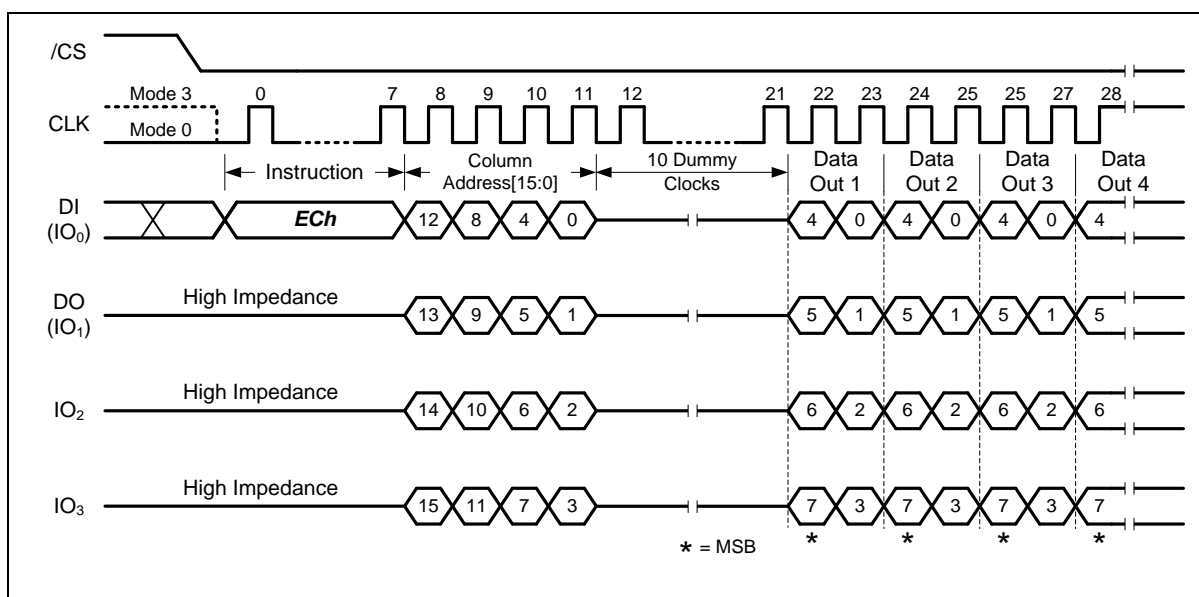 /CS
Mode 3 0 7 8 9 10 11 12 21 22 23 24 25 25 27 28
CLK
Mode 0
Instruction Column Address[15:0] 10 Dummy Clocks Data Out 1 Data Out 2 Data Out 3 Data Out 4
DI (IO0) ECh 12 8 4 0 4 0 4 0 4 0 4
DO (IO1) High Impedance 13 9 5 1 5 1 5 1 5 1 5
IO2 High Impedance 14 10 6 2 6 2 6 2 6 2 6
IO3 High Impedance 15 11 7 3 7 3 7 3 7 3 7
* = MSB * * * *